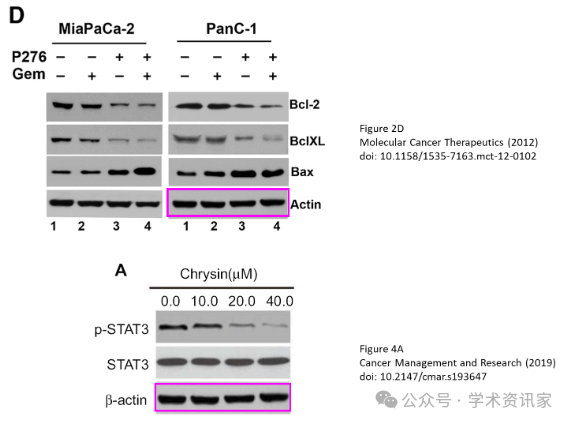 D
MiaPaCa-2 PanC-1
P276 – – + + – – + +
Gem – + – + – + – +
Bcl-2
BclXL
Bax
Actin
1 2 3 4 1 2 3 4
Figure 2D
Molecular Cancer Therapeutics (2012)
doi: 10.1158/1535-7163.mct-12-0102
A
Chrysin(μM)
0.0 10.0 20.0 40.0
p-STAT3
STAT3
β-actin
Figure 4A
Cancer Management and Research (2019)
doi: 10.2147/cmar.s193647
公众号 · 学术资讯家